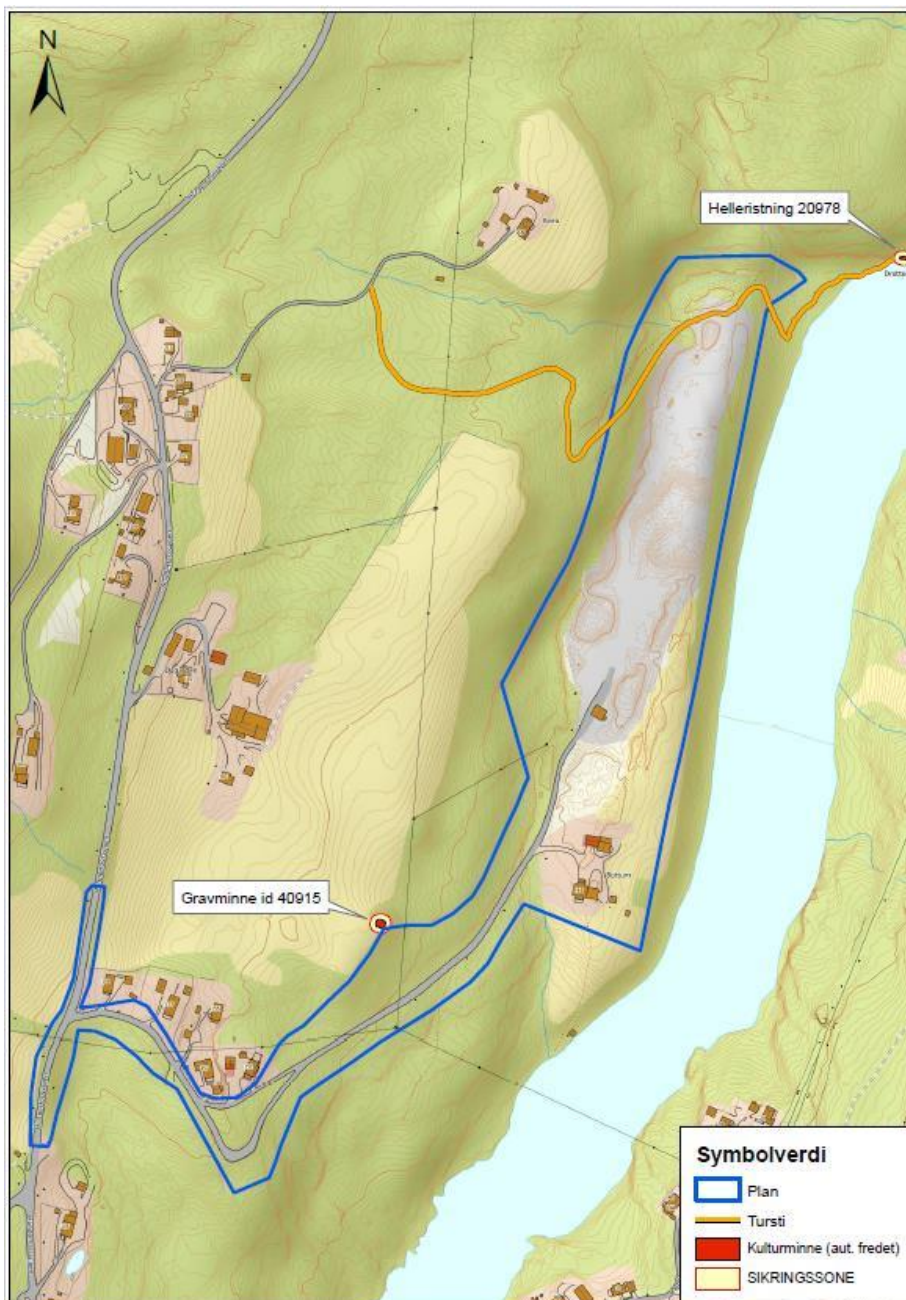 N
Helleristning 20978
Gravminne id 40915
Symbolverdi
Plan
Tursti
Kulturminne (aut. fredet)
SIKRINGSSONE